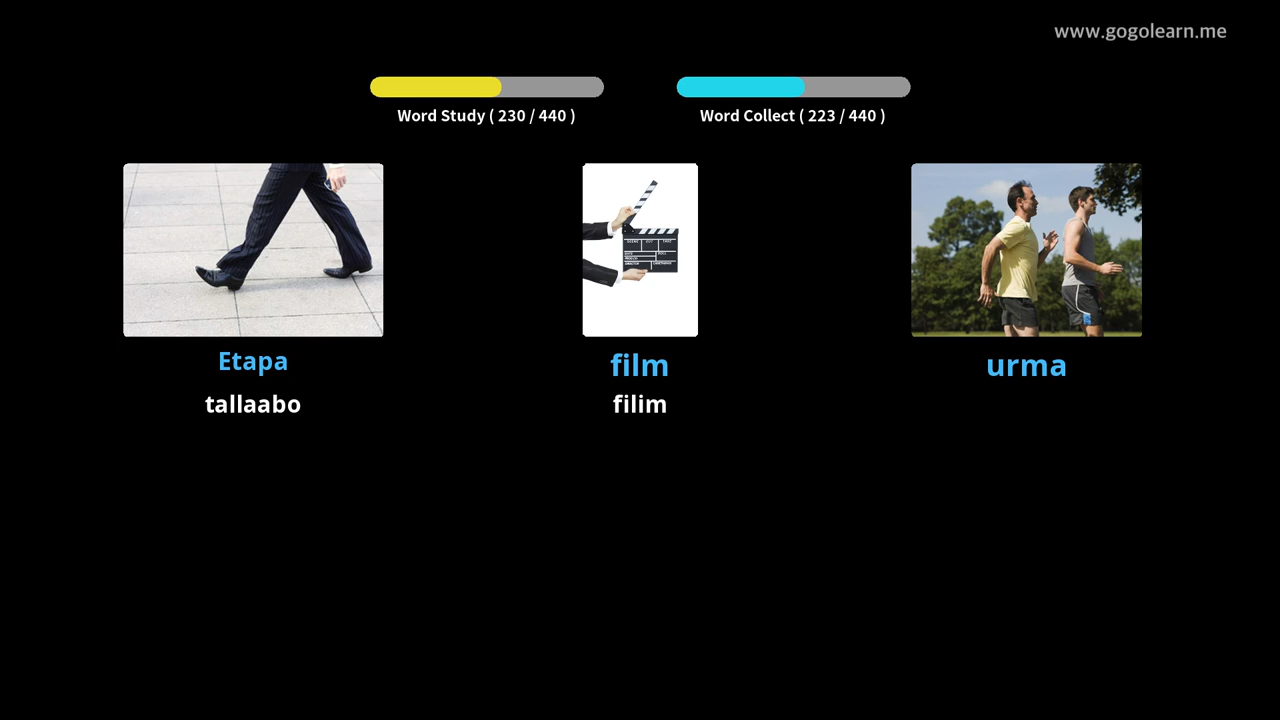 www.gogolearn.me
Word Study ( 230 / 440 )
Word Collect ( 223 / 440 )
Etapa
tallaabo
film
filim
urma